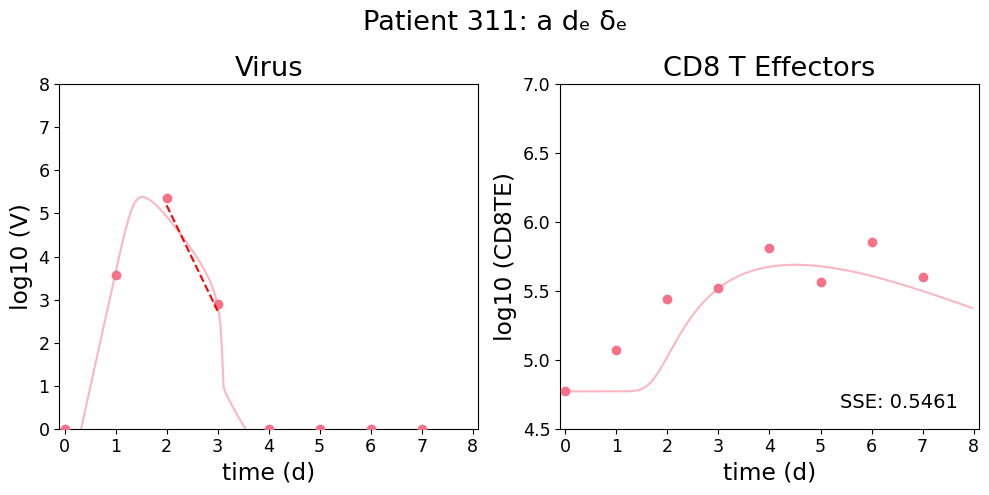 Patient 311: a dₑ δₑ
Virus
CD8 T Effectors
8
7
6
5
4
3
2
1
0
log10 (V)
0 1 2 3 4 5 6 7 8
time (d)
7.0
6.5
6.0
5.5
5.0
4.5
log10 (CD8TE)
SSE: 0.5461
0 1 2 3 4 5 6 7 8
time (d)